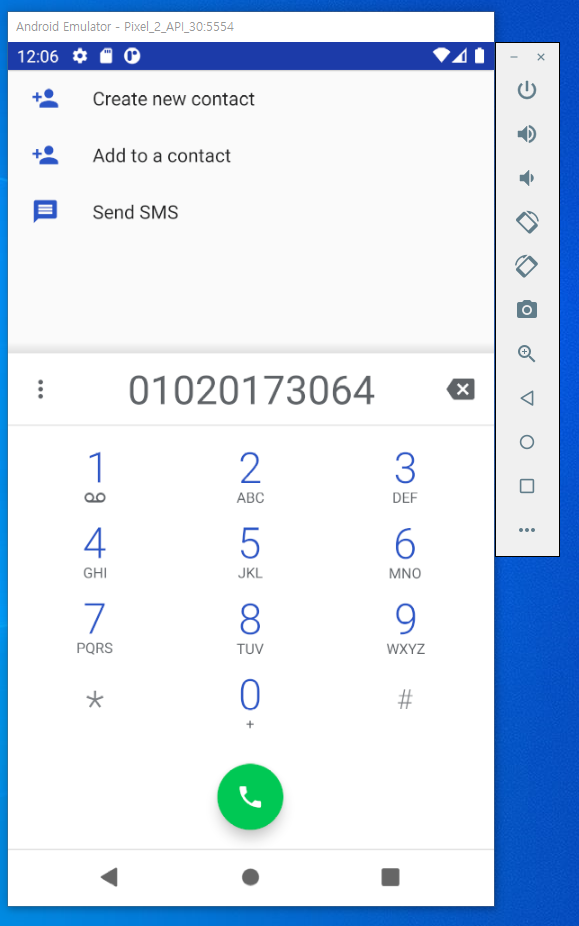 Android Emulator - Pixel_2_API_30:5554
12:06
Create new contact
Add to a contact
Send SMS
01020173064
1 2 3
ABC DEF
4 5 6
GHI JKL MNO
7 8 9
PQRS TUV WXYZ
* 0 #
+